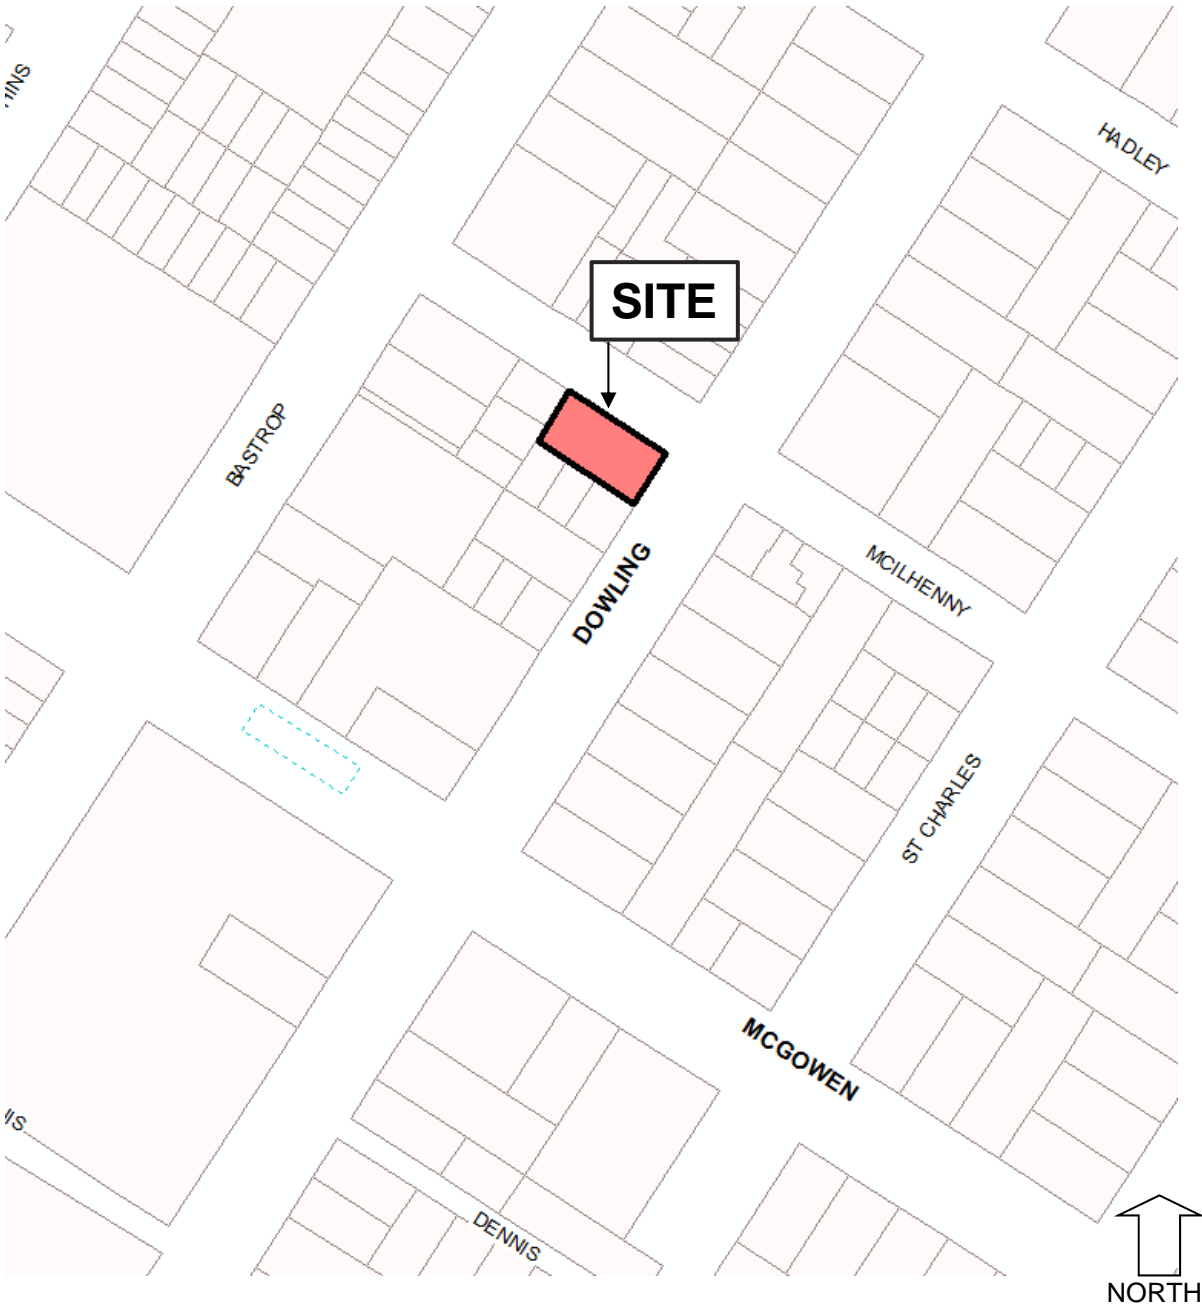 HADLEY
SITE
BASTROP
DOWLING
MCILHENNY
ST CHARLES
MCGOWEN
DENNIS
NORTH